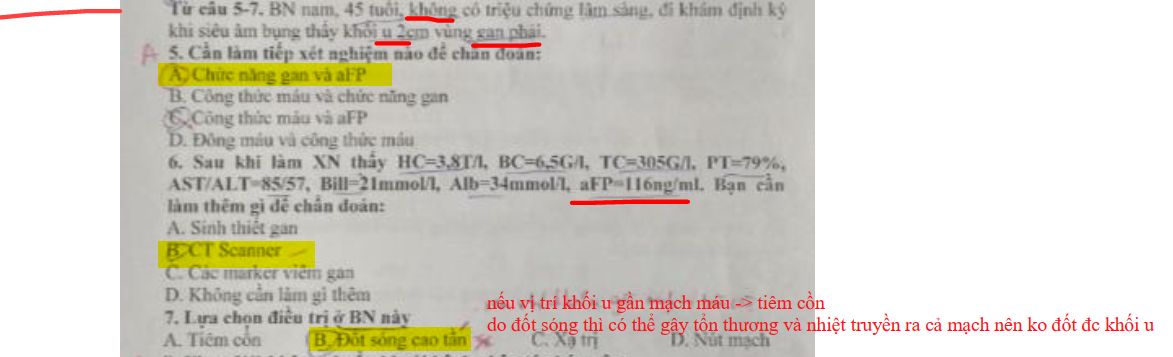 Từ câu 5-7. BN nam, 45 tuổi, không có triệu chứng lâm sàng, đi khám định kỳ
khi siêu âm bụng thấy khối u 2cm vùng gan phải.
A 5. Cần làm tiếp xét nghiệm nào để chẩn đoán:
A. Chức năng gan và aFP
B. Công thức máu và chức năng gan
C. Công thức máu và aFP
D. Đông máu và công thức máu
6. Sau khi làm XN thấy HC=3,8T/l, BC=6,5G/l, TC=305G/l, PT=79%,
AST/ALT=85/57, Bill=21mmol/l, Alb=34mmol/l, aFP=116ng/ml. Bạn cần
làm thêm gì để chẩn đoán:
A. Sinh thiết gan
B. CT Scanner
C. Các marker viêm gan
D. Không cần làm gì thêm
nếu vị trí khối u gần mạch máu -> tiêm cồn
7. Lựa chọn điều trị ở BN này
do đốt sóng thì có thể gây tổn thương và nhiệt truyền ra cả mạch nên ko đốt đc khối u
A. Tiêm cồn B. Đốt sóng cao tần C. Xạ trị D. Nút mạch